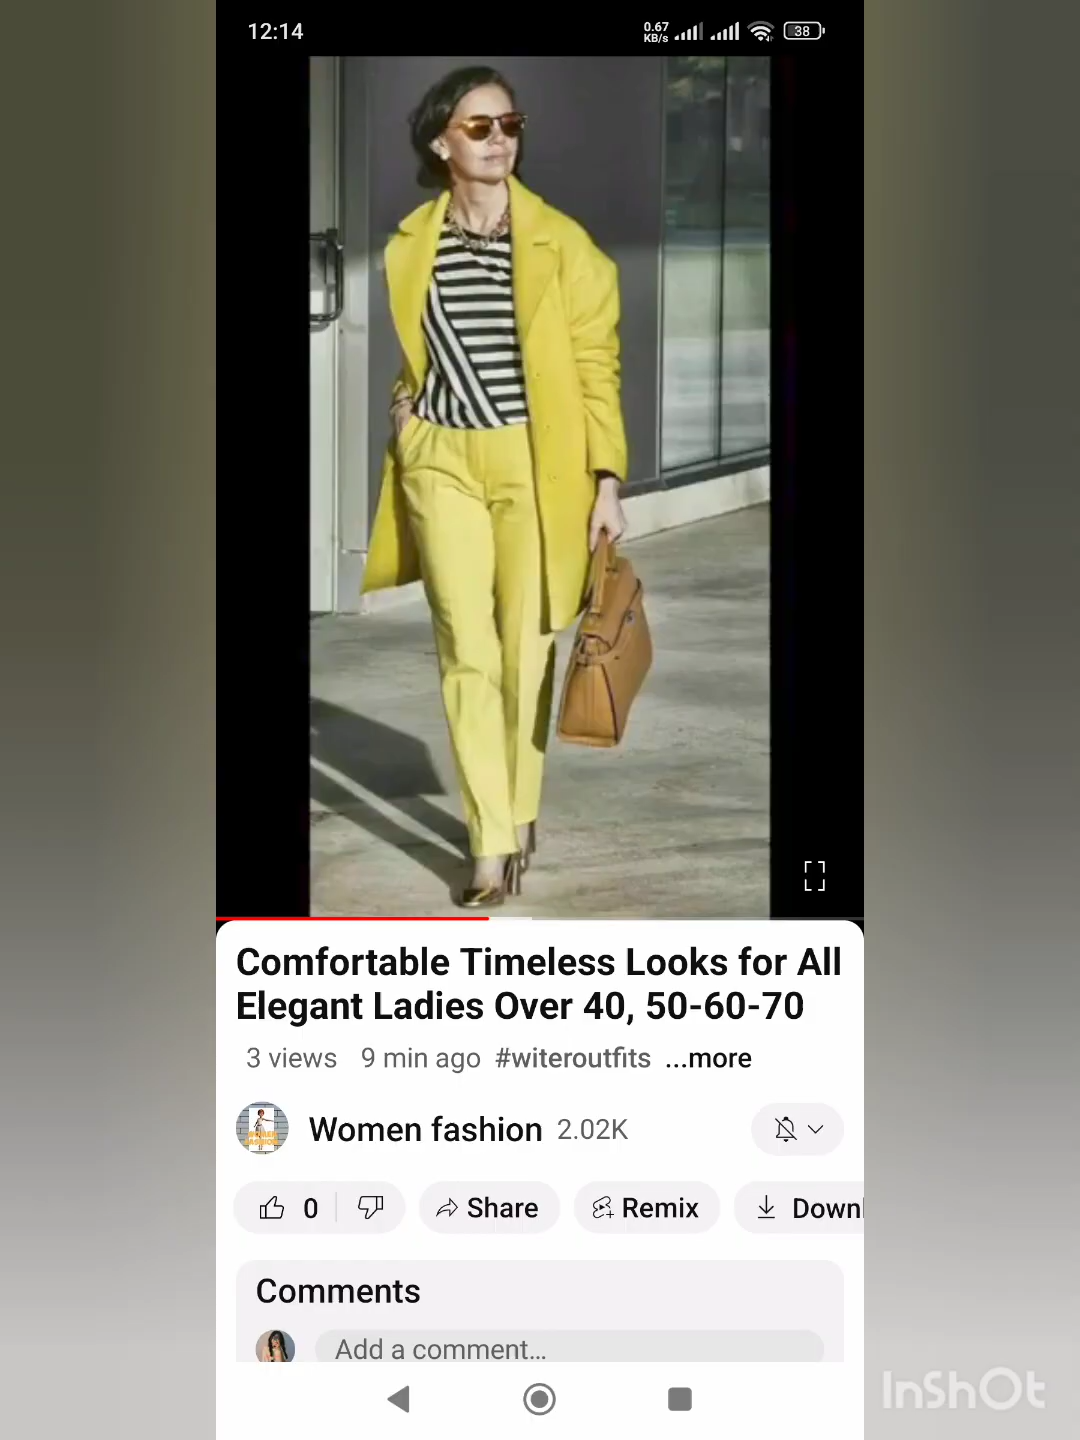 12:14
0.67
KB/s
38
Comfortable Timeless Looks for All
Elegant Ladies Over 40, 50-60-70
3 views 9 min ago #witeroutfits ...more
Women fashion 2.02K
0 Share Remix Downl
Comments
Add a comment...
InShOt